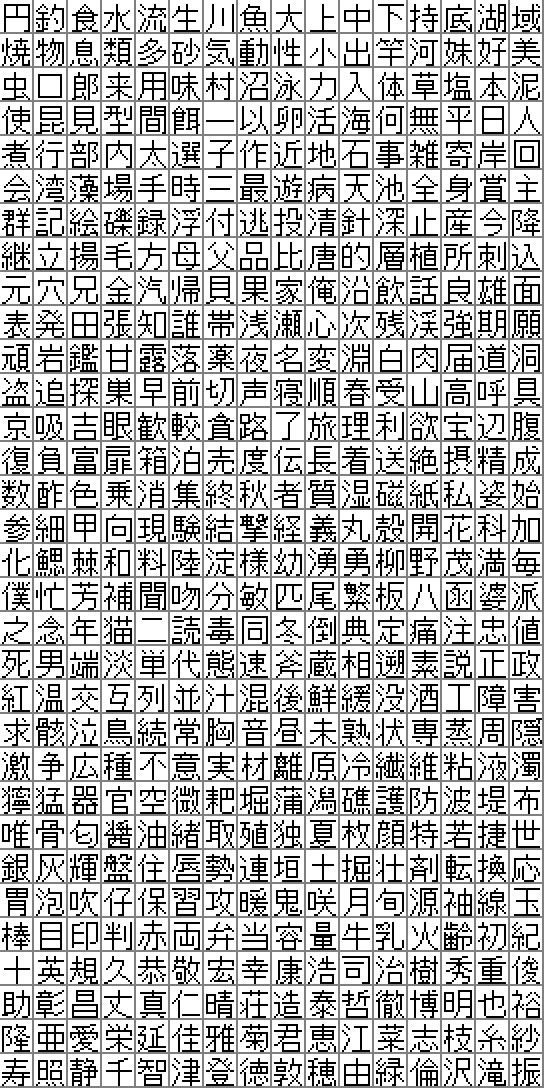 円釣食水流生川魚大上中下持底湖域
焼物息類多砂気動性小出竿河妹好美
虫口郎来用味村沼泳力入体草塩本泥
使昆見型間餌一以卵活海何無平日人
煮行部内太選子作近地石事雑寄岸回
会湾藻場手時三最遊病天池全身賞主
群記絵礫録浮付逃投清針深止産今降
継立揚毛方母父品比唐的層植所刺込
元穴兄金汽帰貝果家俺沿飲話良雄面
表発田張知誰帯浅瀬心次残渓強期願
頑岩鑑甘露落薬夜名変淵白肉届道洞
盗追探巣早前切声寝順春受山高呼具
京吸吉眼歓較貪路了旅理利欲宝辺腹
復負富扉箱泊売度伝長着送絶摂精成
数酢色乗消集終秋者質湿磁紙私姿始
参細甲向現験結撃経義丸殻開花科加
化鰓棘和料陸淀様幼湧勇柳野茂満毎
僕忙芳補聞吻分敏匹尾繁板八函婆派
之念年猫二読毒同冬倒典定痛注忠値
死男端淡単代態速斧蔵相遡素説正政
紅温交互列並汁混後鮮緩没酒工障害
求骸泣鳥続常胸音昼未熟状専蒸周隠
激争広種不意実材離原冷繊維粘液濁
獰猛器官空微耙堀蒲潟礁護防波堤布
唯骨匂醤油緒取殖独夏枚顔特若捷世
銀灰輝盤住唇勢連垣土掘壮剤転換応
胃泡吹仔保習攻暖鬼咲月旬源袖線玉
棒目印判赤両弁当容量牛乳火齢初紀
十英規久恭敬宏幸康浩司治樹秀重俊
助彰昌丈真仁晴荘造泰哲徹博明也裕
隆亜愛栄延佳雅菊君恵江菜志枝糸紗
寿照静千智津登徳敦穂由緑倫沢滝振